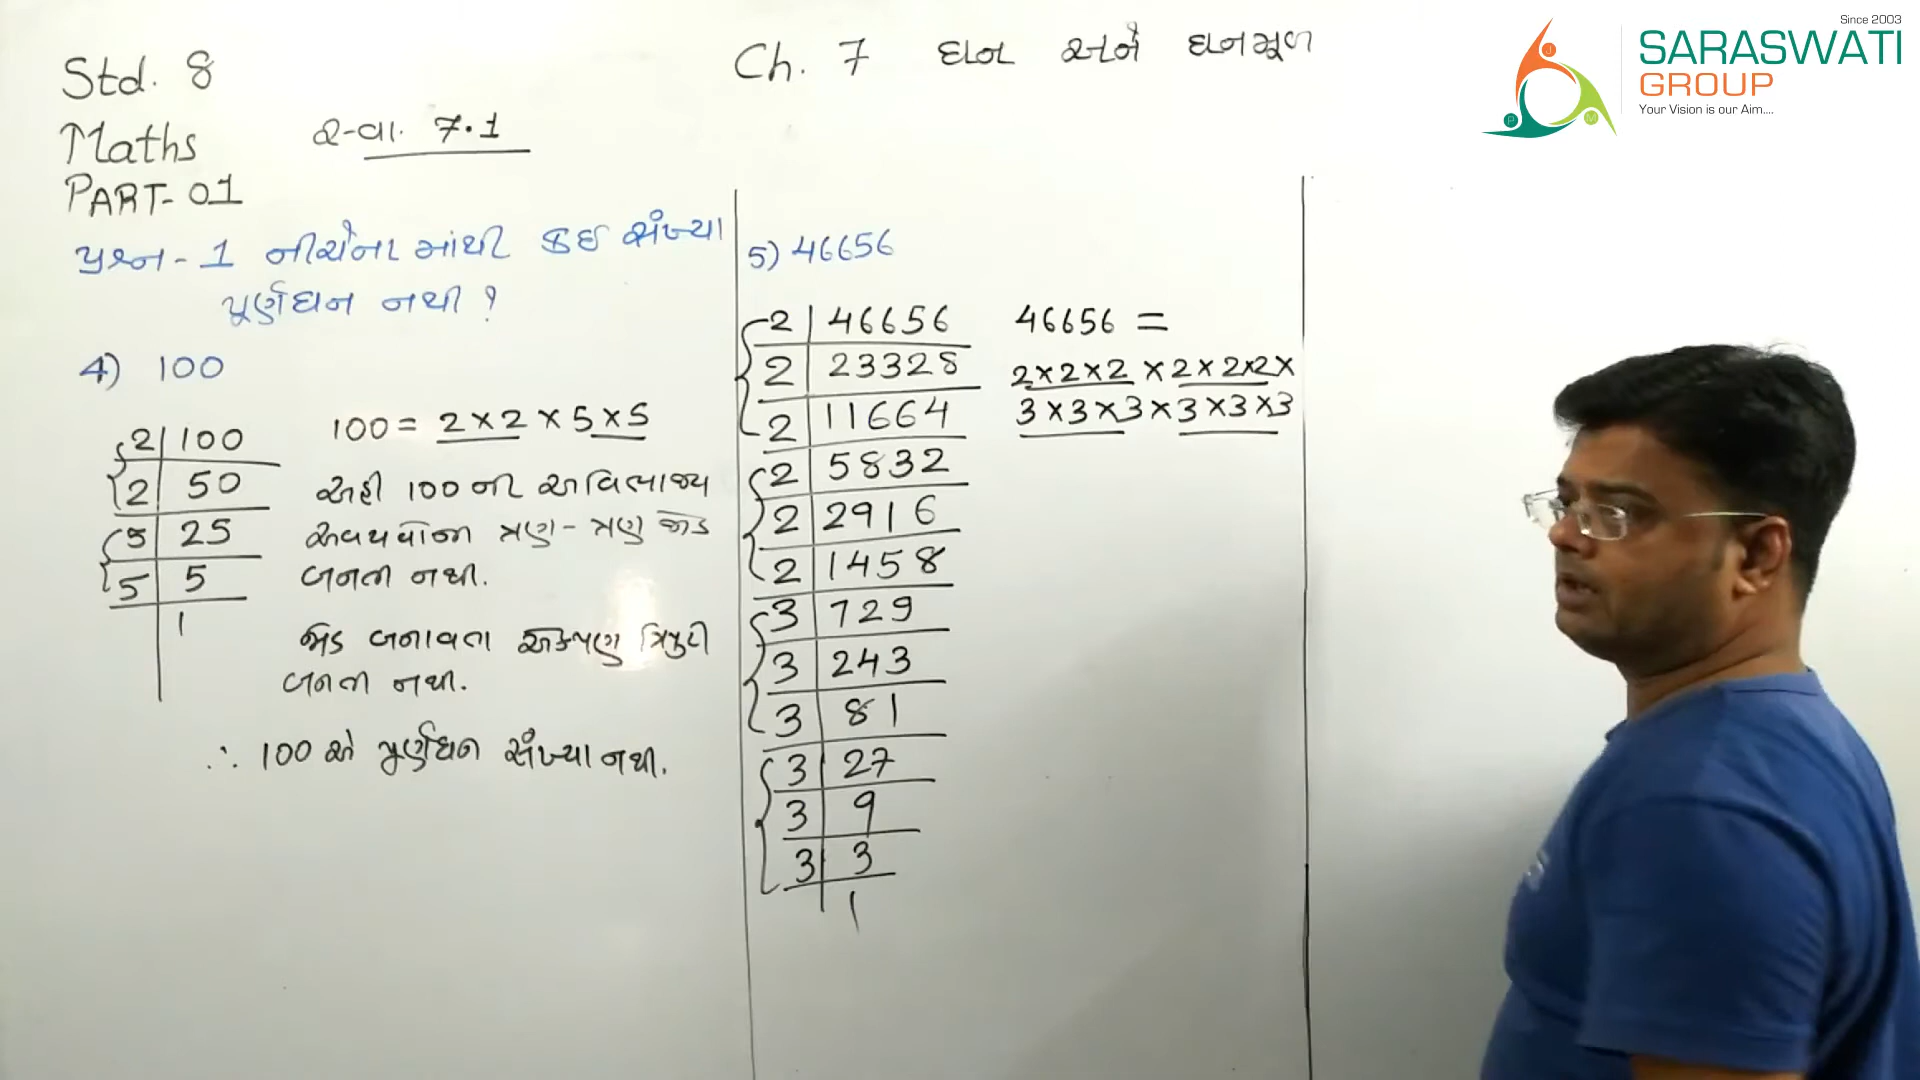 Std. 8
Maths
PART-01
Ch. 7 ઘન અને ઘનમૂળ
સ્વા. 7.1
Since 2003
SARASWATI
GROUP
Your Vision is our Aim....
પ્રશ્ન-1 નીચેના માંથી કઈ સંખ્યા
પૂર્ણઘન નથી ?
4) 100
2 | 100
2 | 50
5 | 25
5 | 5
1
100 = 2×2×5×5
અહી 100 ના અવિભાજ્ય
અવયવોના ત્રણ-ત્રણ જોડ
બનતા નથી.
જોડ બનાવતા એકપણ ત્રિપુટી
બનતા નથી.
∴ 100 એ પૂર્ણઘન સંખ્યા નથી.
5) 46656
2 | 46656
2 | 23328
2 | 11664
2 | 5832
2 | 2916
2 | 1458
3 | 729
3 | 243
3 | 81
3 | 27
3 | 9
3 | 3
1
46656 =
2×2×2×2×2×2×
3×3×3×3×3×3